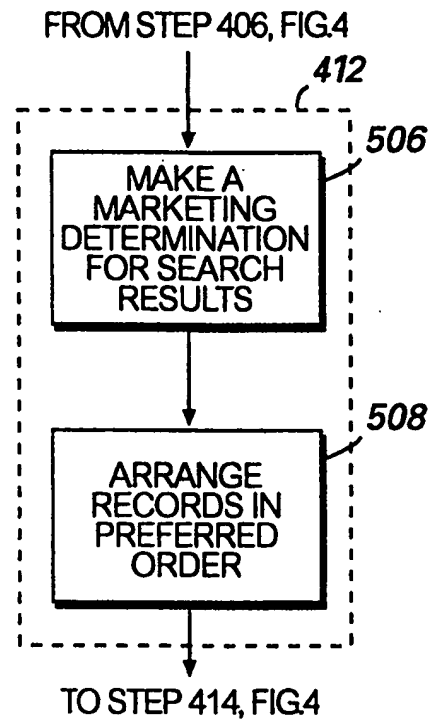 FROM STEP 406, FIG.4
412
506
MAKE A
MARKETING
DETERMINATION
FOR SEARCH
RESULTS
508
ARRANGE
RECORDS IN
PREFERRED
ORDER
TO STEP 414, FIG.4